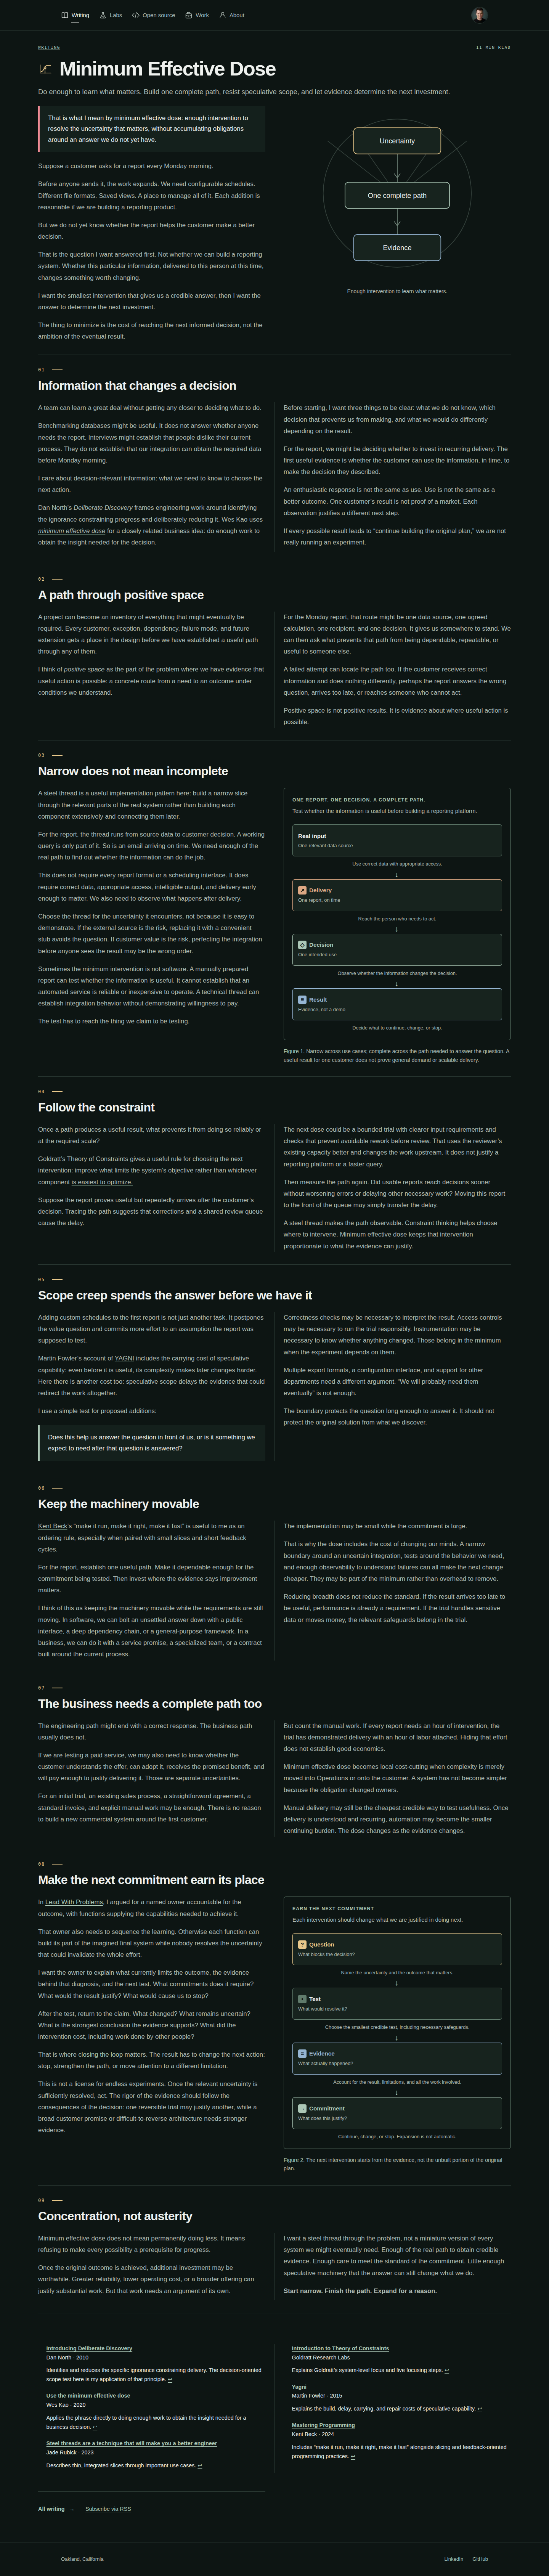 Writing
Labs
Open source
Work
About
WRITING
11 MIN READ
Minimum Effective Dose
Do enough to learn what matters. Build one complete path, resist speculative scope, and let evidence determine the next investment.
That is what I mean by minimum effective dose: enough intervention to
resolve the uncertainty that matters, without accumulating obligations
around an answer we do not yet have.
Suppose a customer asks for a report every Monday morning.
Before anyone sends it, the work expands. We need configurable schedules.
Different file formats. Saved views. A place to manage all of it. Each addition is
reasonable if we are building a reporting product.
But we do not yet know whether the report helps the customer make a better
decision.
That is the question I want answered first. Not whether we can build a reporting
system. Whether this particular information, delivered to this person at this time,
changes something worth changing.
I want the smallest intervention that gives us a credible answer, then I want the
answer to determine the next investment.
The thing to minimize is the cost of reaching the next informed decision, not the
ambition of the eventual result.
Uncertainty
One complete path
Evidence
Enough intervention to learn what matters.
01
Information that changes a decision
A team can learn a great deal without getting any closer to deciding what to do.
Benchmarking databases might be useful. It does not answer whether anyone
needs the report. Interviews might establish that people dislike their current
process. They do not establish that our integration can obtain the required data
before Monday morning.
I care about decision-relevant information: what we need to know to choose the
next action.
Dan North's Deliberate Discovery frames engineering work around identifying
the ignorance constraining progress and deliberately reducing it. Wes Kao uses
minimum effective dose for a closely related business idea: do enough work to
obtain the insight needed for the decision.
Before starting, I want three things to be clear: what we do not know, which
decision that prevents us from making, and what we would do differently
depending on the result.
For the report, we might be deciding whether to invest in recurring delivery. The
first useful evidence is whether the customer can use the information, in time, to
make the decision they described.
An enthusiastic response is not the same as use. Use is not the same as a
better outcome. One customer's result is not proof of a market. Each
observation justifies a different next step.
If every possible result leads to “continue building the original plan,” we are not
really running an experiment.
02
A path through positive space
A project can become an inventory of everything that might eventually be
required. Every customer, exception, dependency, failure mode, and future
extension gets a place in the design before we have established a useful path
through any of them.
I think of positive space as the part of the problem where we have evidence that
useful action is possible: a concrete route from a need to an outcome under
conditions we understand.
For the Monday report, that route might be one data source, one agreed
calculation, one recipient, and one decision. It gives us somewhere to stand. We
can then ask what prevents that path from being dependable, repeatable, or
useful to someone else.
A failed attempt can locate the path too. If the customer receives correct
information and does nothing differently, perhaps the report answers the wrong
question, arrives too late, or reaches someone who cannot act.
Positive space is not positive results. It is evidence about where useful action is
possible.
03
Narrow does not mean incomplete
A steel thread is a useful implementation pattern here: build a narrow slice
through the relevant parts of the real system rather than building each
component extensively and connecting them later.
For the report, the thread runs from source data to customer decision. A working
query is only part of it. So is an email arriving on time. We need enough of the
real path to find out whether the information can do the job.
This does not require every report format or a scheduling interface. It does
require correct data, appropriate access, intelligible output, and delivery early
enough to matter. We also need to observe what happens after delivery.
Choose the thread for the uncertainty it encounters, not because it is easy to
demonstrate. If the external source is the risk, replacing it with a convenient
stub avoids the question. If customer value is the risk, perfecting the integration
before anyone sees the result may be the wrong order.
Sometimes the minimum intervention is not software. A manually prepared
report can test whether the information is useful. It cannot establish that an
automated service is reliable or inexpensive to operate. A technical thread can
establish integration behavior without demonstrating willingness to pay.
The test has to reach the thing we claim to be testing.
ONE REPORT. ONE DECISION. A COMPLETE PATH.
Test whether the information is useful before building a reporting platform.
Real input
One relevant data source
Use correct data with appropriate access.
↓
↗ Delivery
One report, on time
Reach the person who needs to act.
↓
◇ Decision
One intended use
Observe whether the information changes the decision.
↓
= Result
Evidence, not a demo
Decide what to continue, change, or stop.
Figure 1. Narrow across use cases; complete across the path needed to answer the question. A
useful result for one customer does not prove general demand or scalable delivery.
04
Follow the constraint
Once a path produces a useful result, what prevents it from doing so reliably or
at the required scale?
Goldratt's Theory of Constraints gives a useful rule for choosing the next
intervention: improve what limits the system's objective rather than whichever
component is easiest to optimize.
Suppose the report proves useful but repeatedly arrives after the customer's
decision. Tracing the path suggests that corrections and a shared review queue
cause the delay.
The next dose could be a bounded trial with clearer input requirements and
checks that prevent avoidable rework before review. That uses the reviewer's
existing capacity better and changes the work upstream. It does not justify a
reporting platform or a faster query.
Then measure the path again. Did usable reports reach decisions sooner
without worsening errors or delaying other necessary work? Moving this report
to the front of the queue may simply transfer the delay.
A steel thread makes the path observable. Constraint thinking helps choose
where to intervene. Minimum effective dose keeps that intervention
proportionate to what the evidence can justify.
05
Scope creep spends the answer before we have it
Adding custom schedules to the first report is not just another task. It postpones
the value question and commits more effort to an assumption the report was
supposed to test.
Martin Fowler's account of YAGNI includes the carrying cost of speculative
capability: even before it is useful, its complexity makes later changes harder.
Here there is another cost too: speculative scope delays the evidence that could
redirect the work altogether.
I use a simple test for proposed additions:
Does this help us answer the question in front of us, or is it something we
expect to need after that question is answered?
Correctness checks may be necessary to interpret the result. Access controls
may be necessary to run the trial responsibly. Instrumentation may be
necessary to know whether anything changed. Those belong in the minimum
when the experiment depends on them.
Multiple export formats, a configuration interface, and support for other
departments need a different argument. “We will probably need them
eventually” is not enough.
The boundary protects the question long enough to answer it. It should not
protect the original solution from what we discover.
06
Keep the machinery movable
Kent Beck's “make it run, make it right, make it fast” is useful to me as an
ordering rule, especially when paired with small slices and short feedback
cycles.
For the report, establish one useful path. Make it dependable enough for the
commitment being tested. Then invest where the evidence says improvement
matters.
I think of this as keeping the machinery movable while the requirements are still
moving. In software, we can bolt an unsettled answer down with a public
interface, a deep dependency chain, or a general-purpose framework. In a
business, we can do it with a service promise, a specialized team, or a contract
built around the current process.
The implementation may be small while the commitment is large.
That is why the dose includes the cost of changing our minds. A narrow
boundary around an uncertain integration, tests around the behavior we need,
and enough observability to understand failures can all make the next change
cheaper. They may be part of the minimum rather than overhead to remove.
Reducing breadth does not reduce the standard. If the result arrives too late to
be useful, performance is already a requirement. If the trial handles sensitive
data or moves money, the relevant safeguards belong in the trial.
07
The business needs a complete path too
The engineering path might end with a correct response. The business path
usually does not.
If we are testing a paid service, we may also need to know whether the
customer understands the offer, can adopt it, receives the promised benefit, and
will pay enough to justify delivering it. Those are separate uncertainties.
For an initial trial, an existing sales process, a straightforward agreement, a
standard invoice, and explicit manual work may be enough. There is no reason
to build a new commercial system around the first customer.
But count the manual work. If every report needs an hour of intervention, the
trial has demonstrated delivery with an hour of labor attached. Hiding that effort
does not establish good economics.
Minimum effective dose becomes local cost-cutting when complexity is merely
moved into Operations or onto the customer. A system has not become simpler
because the obligation changed owners.
Manual delivery may still be the cheapest credible way to test usefulness. Once
delivery is understood and recurring, automation may become the smaller
continuing burden. The dose changes as the evidence changes.
08
Make the next commitment earn its place
In Lead With Problems, I argued for a named owner accountable for the
outcome, with functions supplying the capabilities needed to achieve it.
That owner also needs to sequence the learning. Otherwise each function can
build its part of the imagined final system while nobody resolves the uncertainty
that could invalidate the whole effort.
I want the owner to explain what currently limits the outcome, the evidence
behind that diagnosis, and the next test. What commitments does it require?
What would the result justify? What would cause us to stop?
After the test, return to the claim. What changed? What remains uncertain?
What is the strongest conclusion the evidence supports? What did the
intervention cost, including work done by other people?
That is where closing the loop matters. The result has to change the next action:
stop, strengthen the path, or move attention to a different limitation.
This is not a license for endless experiments. Once the relevant uncertainty is
sufficiently resolved, act. The rigor of the evidence should follow the
consequences of the decision: one reversible trial may justify another, while a
broad customer promise or difficult-to-reverse architecture needs stronger
evidence.
EARN THE NEXT COMMITMENT
Each intervention should change what we are justified in doing next.
? Question
What blocks the decision?
Name the uncertainty and the outcome that matters.
↓
Test
What would resolve it?
Choose the smallest credible test, including necessary safeguards.
↓
= Evidence
What actually happened?
Account for the result, limitations, and all the work involved.
↓
→ Commitment
What does this justify?
Continue, change, or stop. Expansion is not automatic.
Figure 2. The next intervention starts from the evidence, not the unbuilt portion of the original
plan.
09
Concentration, not austerity
Minimum effective dose does not mean permanently doing less. It means
refusing to make every possibility a prerequisite for progress.
Once the original outcome is achieved, additional investment may be
worthwhile. Greater reliability, lower operating cost, or a broader offering can
justify substantial work. But that work needs an argument of its own.
I want a steel thread through the problem, not a miniature version of every
system we might eventually need. Enough of the real path to obtain credible
evidence. Enough care to meet the standard of the commitment. Little enough
speculative machinery that the answer can still change what we do.
Start narrow. Finish the path. Expand for a reason.
Introducing Deliberate Discovery
Dan North · 2010
Identifies and reduces the specific ignorance constraining delivery. The decision-oriented
scope test here is my application of that principle. ↩
Use the minimum effective dose
Wes Kao · 2020
Applies the phrase directly to doing enough work to obtain the insight needed for a
business decision. ↩
Steel threads are a technique that will make you a better engineer
Jade Rubick · 2023
Describes thin, integrated slices through important use cases. ↩
Introduction to Theory of Constraints
Goldratt Research Labs
Explains Goldratt's system-level focus and five focusing steps. ↩
Yagni
Martin Fowler · 2015
Explains the build, delay, carrying, and repair costs of speculative capability. ↩
Mastering Programming
Kent Beck · 2024
Includes “make it run, make it right, make it fast” alongside slicing and feedback-oriented
programming practices. ↩
All writing →
Subscribe via RSS
Oakland, California
LinkedIn
GitHub